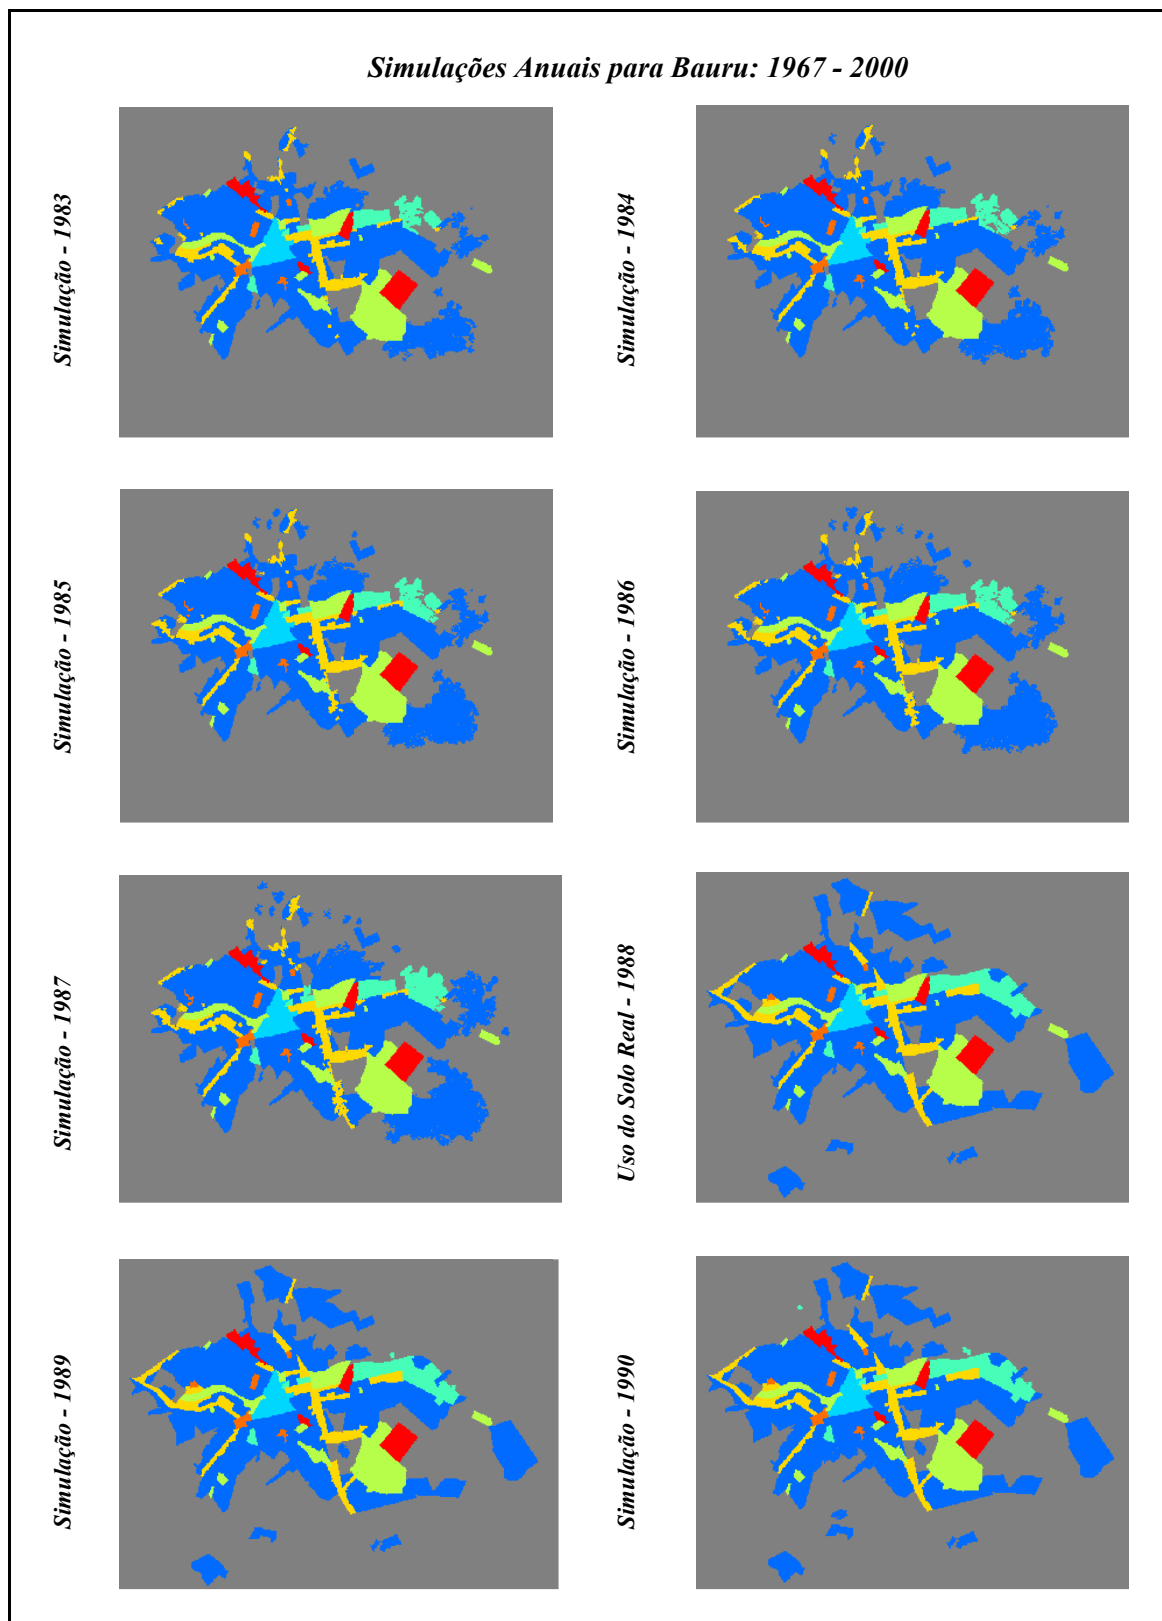 Simulações Anuais para Bauru: 1967 - 2000
Simulação - 1983
Simulação - 1984
Simulação - 1985
Simulação - 1986
Simulação - 1987
Uso do Solo Real - 1988
Simulação - 1989
Simulação - 1990